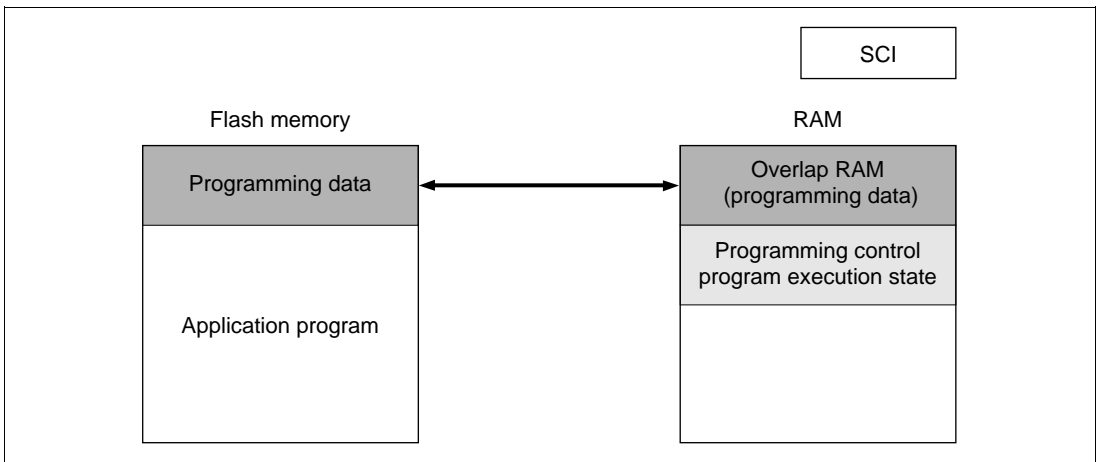 SCI
Flash memory
RAM
Programming data
Overlap RAM
(programming data)
Programming control
program execution state
Application program